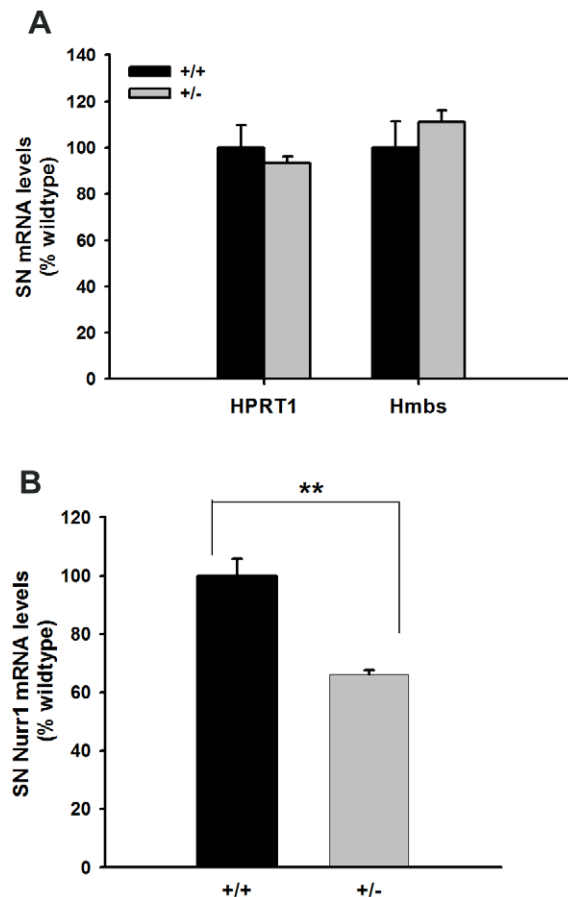 A
SN mRNA levels
(% wildtype)
140
120
100
80
60
40
20
0
+/+
+/-
HPRT1 Hmbs
B
**
SN Nurr1 mRNA levels
(% wildtype)
120
100
80
60
40
20
0
+/+ +/-